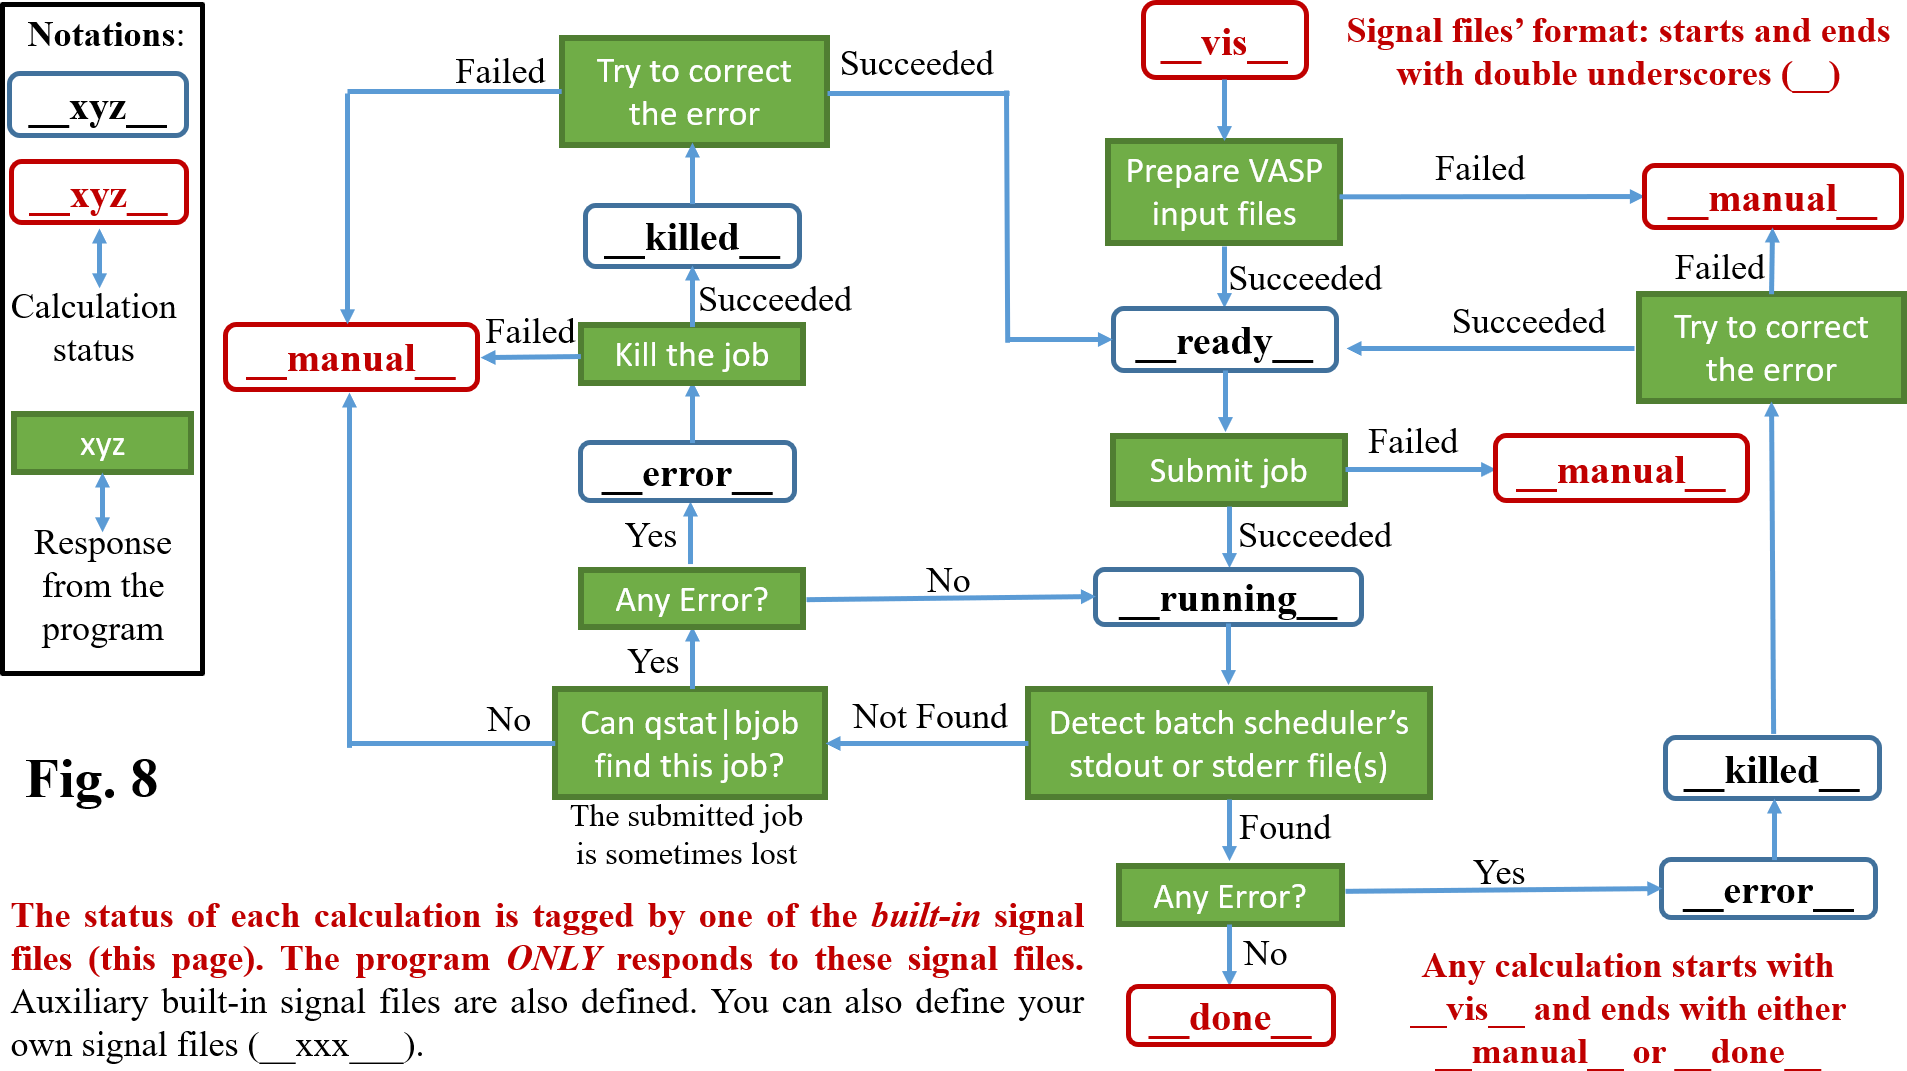 Notations:
__xyz__
__xyz__
Calculation
status
xyz
Response
from the
program
Fig. 8
Failed
Try to correct
the error
Succeeded
__killed__
Succeeded
__manual__
Failed
Kill the job
__error__
Yes
Any Error?
No
Yes
No
Can qstat|bjob
find this job?
Not Found
The submitted job
is sometimes lost
__vis__
Signal files’ format: starts and ends
with double underscores (__)
Prepare VASP
input files
Failed
__manual__
Succeeded
Failed
__ready__
Succeeded
Try to correct
the error
Submit job
Failed
__manual__
Succeeded
__running__
Detect batch scheduler’s
stdout or stderr file(s)
Found
__killed__
Any Error?
Yes
__error__
No
__done__
The status of each calculation is tagged by one of the built-in signal
files (this page). The program ONLY responds to these signal files.
Auxiliary built-in signal files are also defined. You can also define your
own signal files (__xxx___).
Any calculation starts with
__vis__ and ends with either
__manual__ or __done__